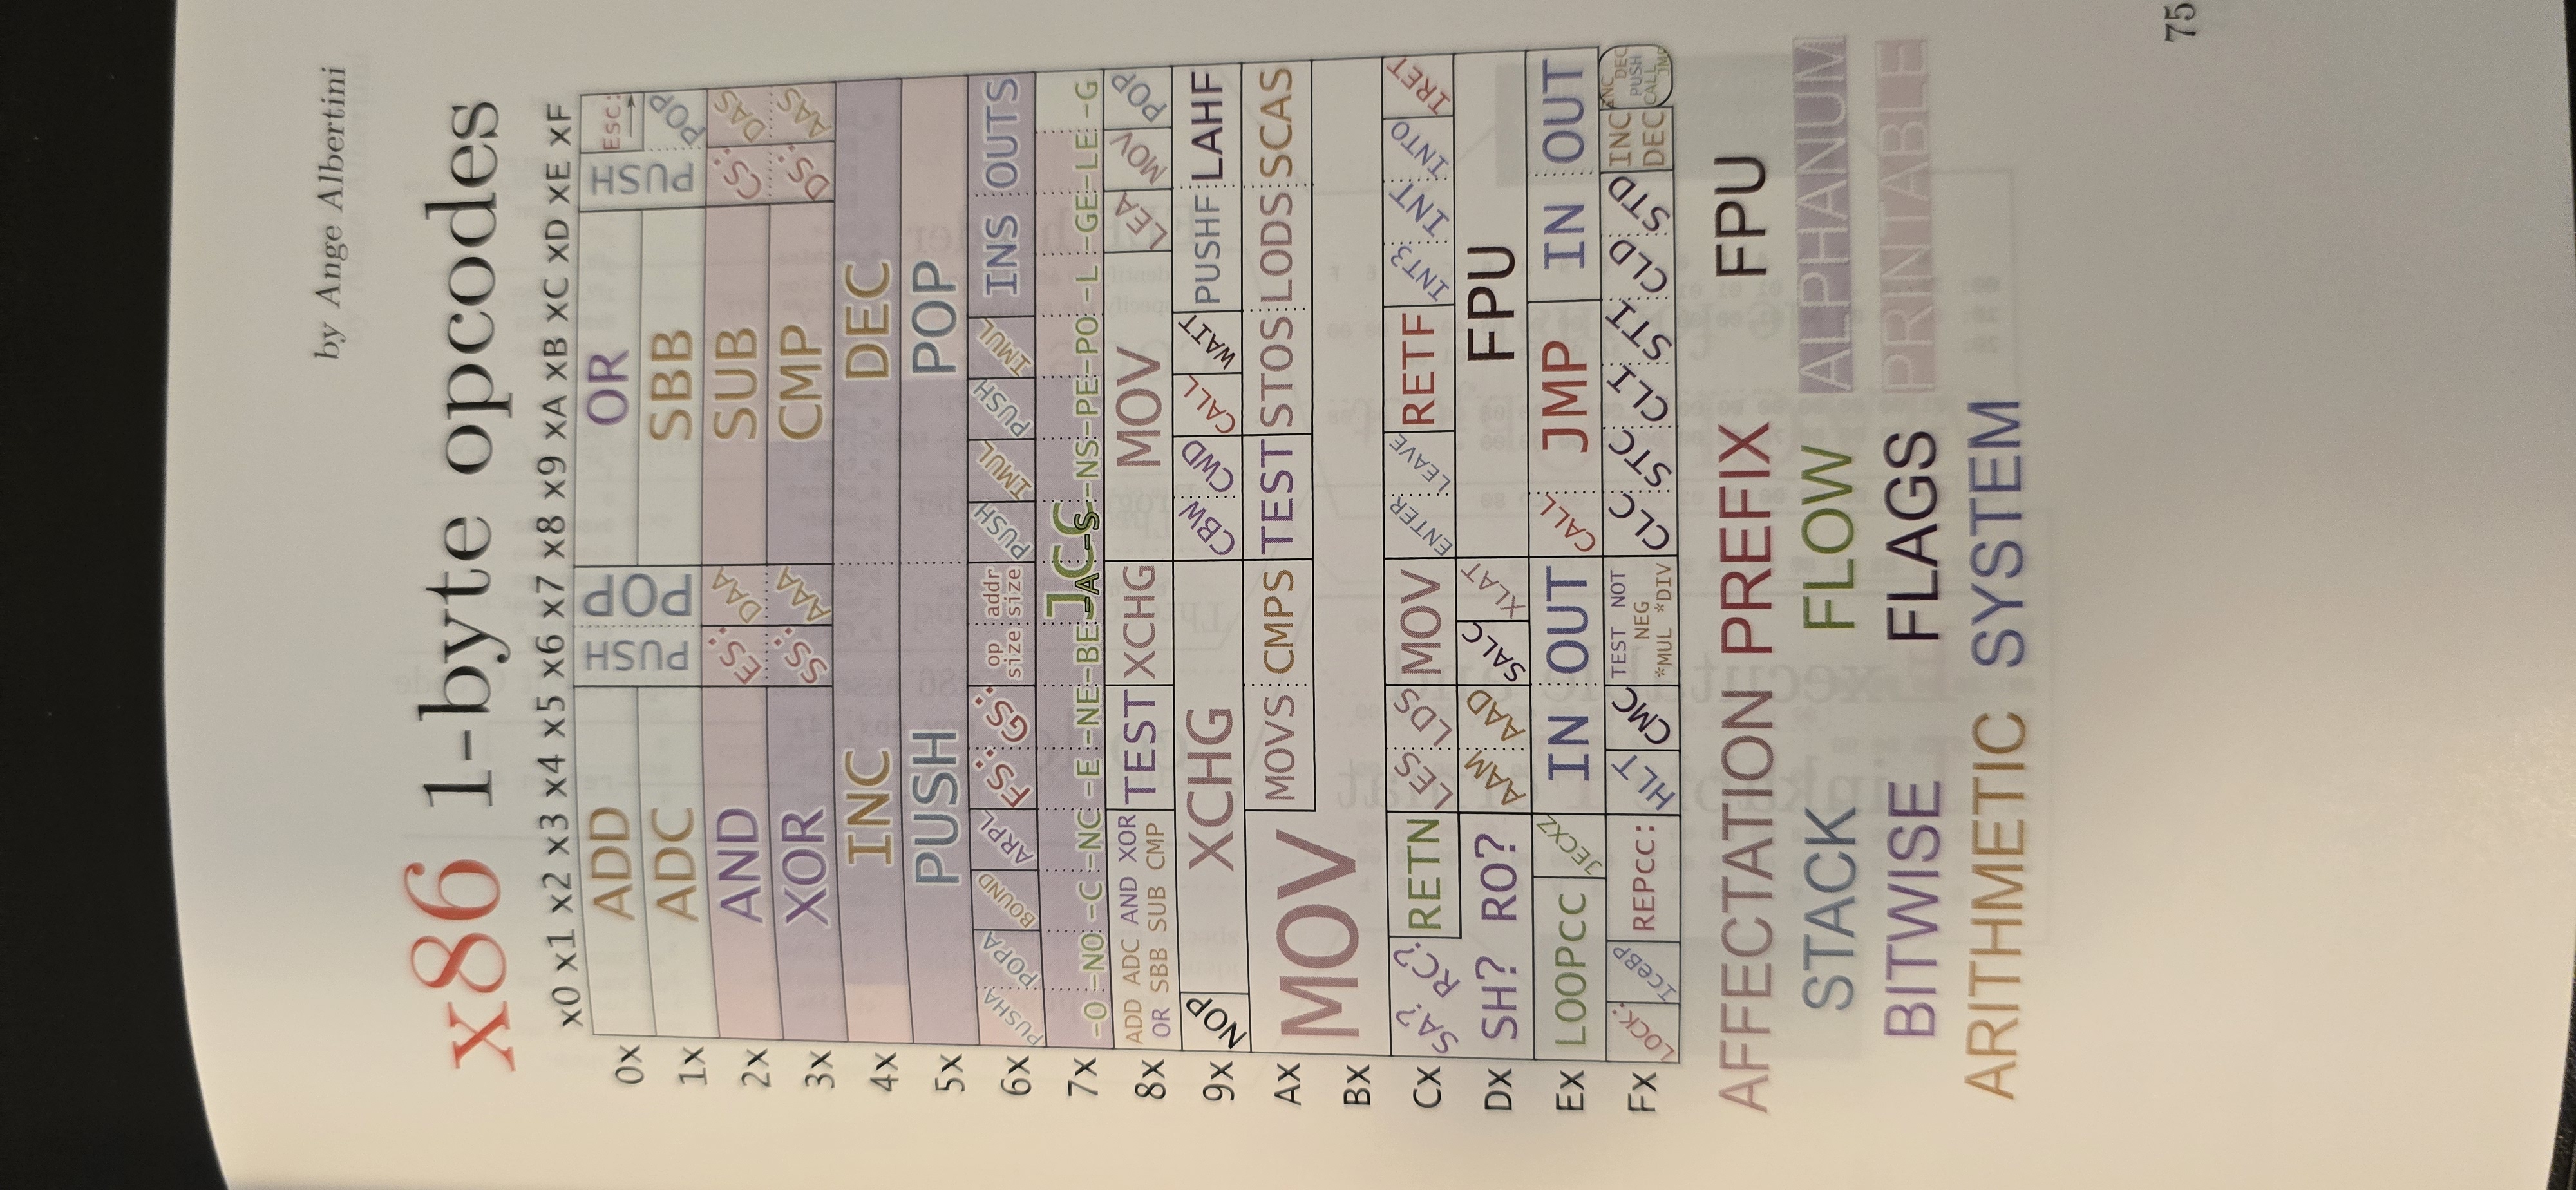 by Ange Albertini
x86 1-byte opcodes
x0 x1 x2 x3 x4 x5 x6 x7 x8 x9 xA xB xC xD xE xF
0x ADD PUSH POP OR PUSH Esc:
1x ADC SBB POP
2x AND ES: DAA SUB CS: DAS
3x XOR SS: AAA CMP DS: AAS
4x INC DEC
5x PUSH POP
6x PUSHA POPA BOUND ARPL FS: GS: op size addr size PUSH IMUL PUSH IMUL INS OUTS
7x JCC
-O -NO -C -NC -E -NE -BE -A -S -NS -PE -PO -L -GE -LE -G
8x ADD ADC AND XOR TEST XCHG MOV LEA MOV POP
OR SBB SUB CMP
9x NOP XCHG CBW CWD CALL WAIT PUSHF LAHF
Ax MOV MOVS CMPS TEST STOS LODS SCAS
Bx
Cx SA? RC? RETN LES LDS MOV ENTER LEAVE RETF INT3 INT INTO IRET
Dx SH? RO? AAM AAD SALC XLAT FPU
Ex LOOPCC JECXZ IN OUT CALL JMP IN OUT
Fx LOCK: IceBP REPCC: HLT CMC TEST NOT NEG *MUL *DIV CLC STC CLI STI CLD STD INC DEC INC DEC PUSH CALL JMP
AFFECTATION PREFIX FPU
STACK FLOW ALPHANUM
BITWISE FLAGS PRINTABLE
ARITHMETIC SYSTEM
75